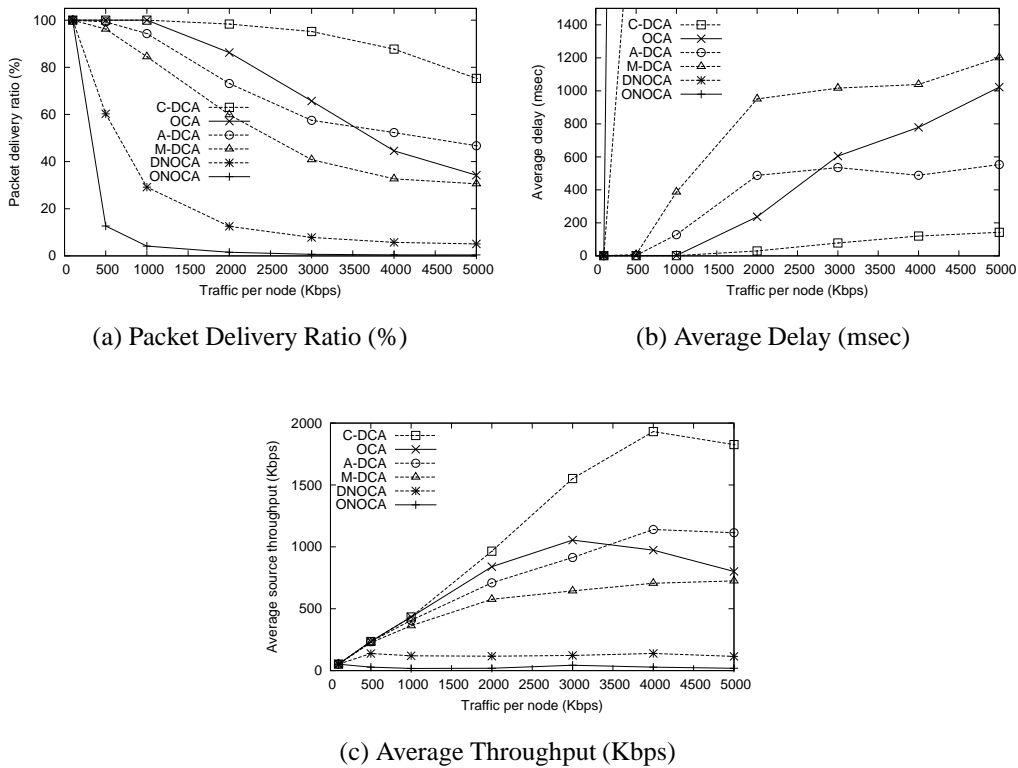 100
80
60
40
20
0
0 500 1000 1500 2000 2500 3000 3500 4000 4500 5000
Packet delivery ratio (%)
Traffic per node (Kbps)
C-DCA
OCA
A-DCA
M-DCA
DNOCA
ONOCA
(a) Packet Delivery Ratio (%)
1400
1200
1000
800
600
400
200
0
0 500 1000 1500 2000 2500 3000 3500 4000 4500 5000
Average delay (msec)
Traffic per node (Kbps)
C-DCA
OCA
A-DCA
M-DCA
DNOCA
ONOCA
(b) Average Delay (msec)
2000
1500
1000
500
0
0 500 1000 1500 2000 2500 3000 3500 4000 4500 5000
Average source throughput (Kbps)
Traffic per node (Kbps)
C-DCA
OCA
A-DCA
M-DCA
DNOCA
ONOCA
(c) Average Throughput (Kbps)